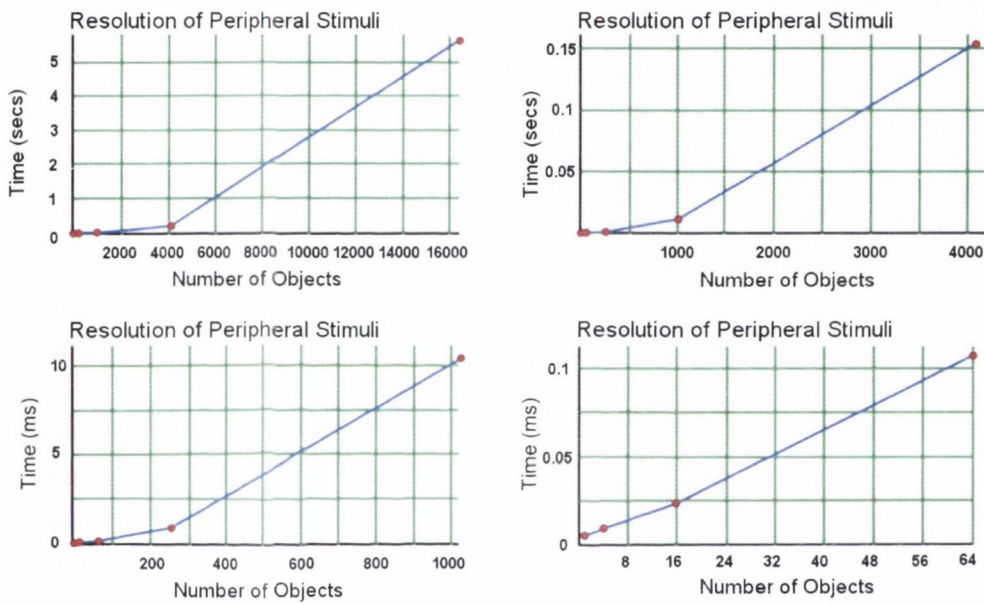 Resolution of Peripheral Stimuli
5
4
3
2
1
0
Time (secs)
2000 4000 6000 8000 10000 12000 14000 16000
Number of Objects
Resolution of Peripheral Stimuli
0.15
0.1
0.05
Time (secs)
1000 2000 3000 4000
Number of Objects
Resolution of Peripheral Stimuli
10
5
0
Time (ms)
200 400 600 800 1000
Number of Objects
Resolution of Peripheral Stimuli
0.1
0.05
0
Time (ms)
8 16 24 32 40 48 56 64
Number of Objects